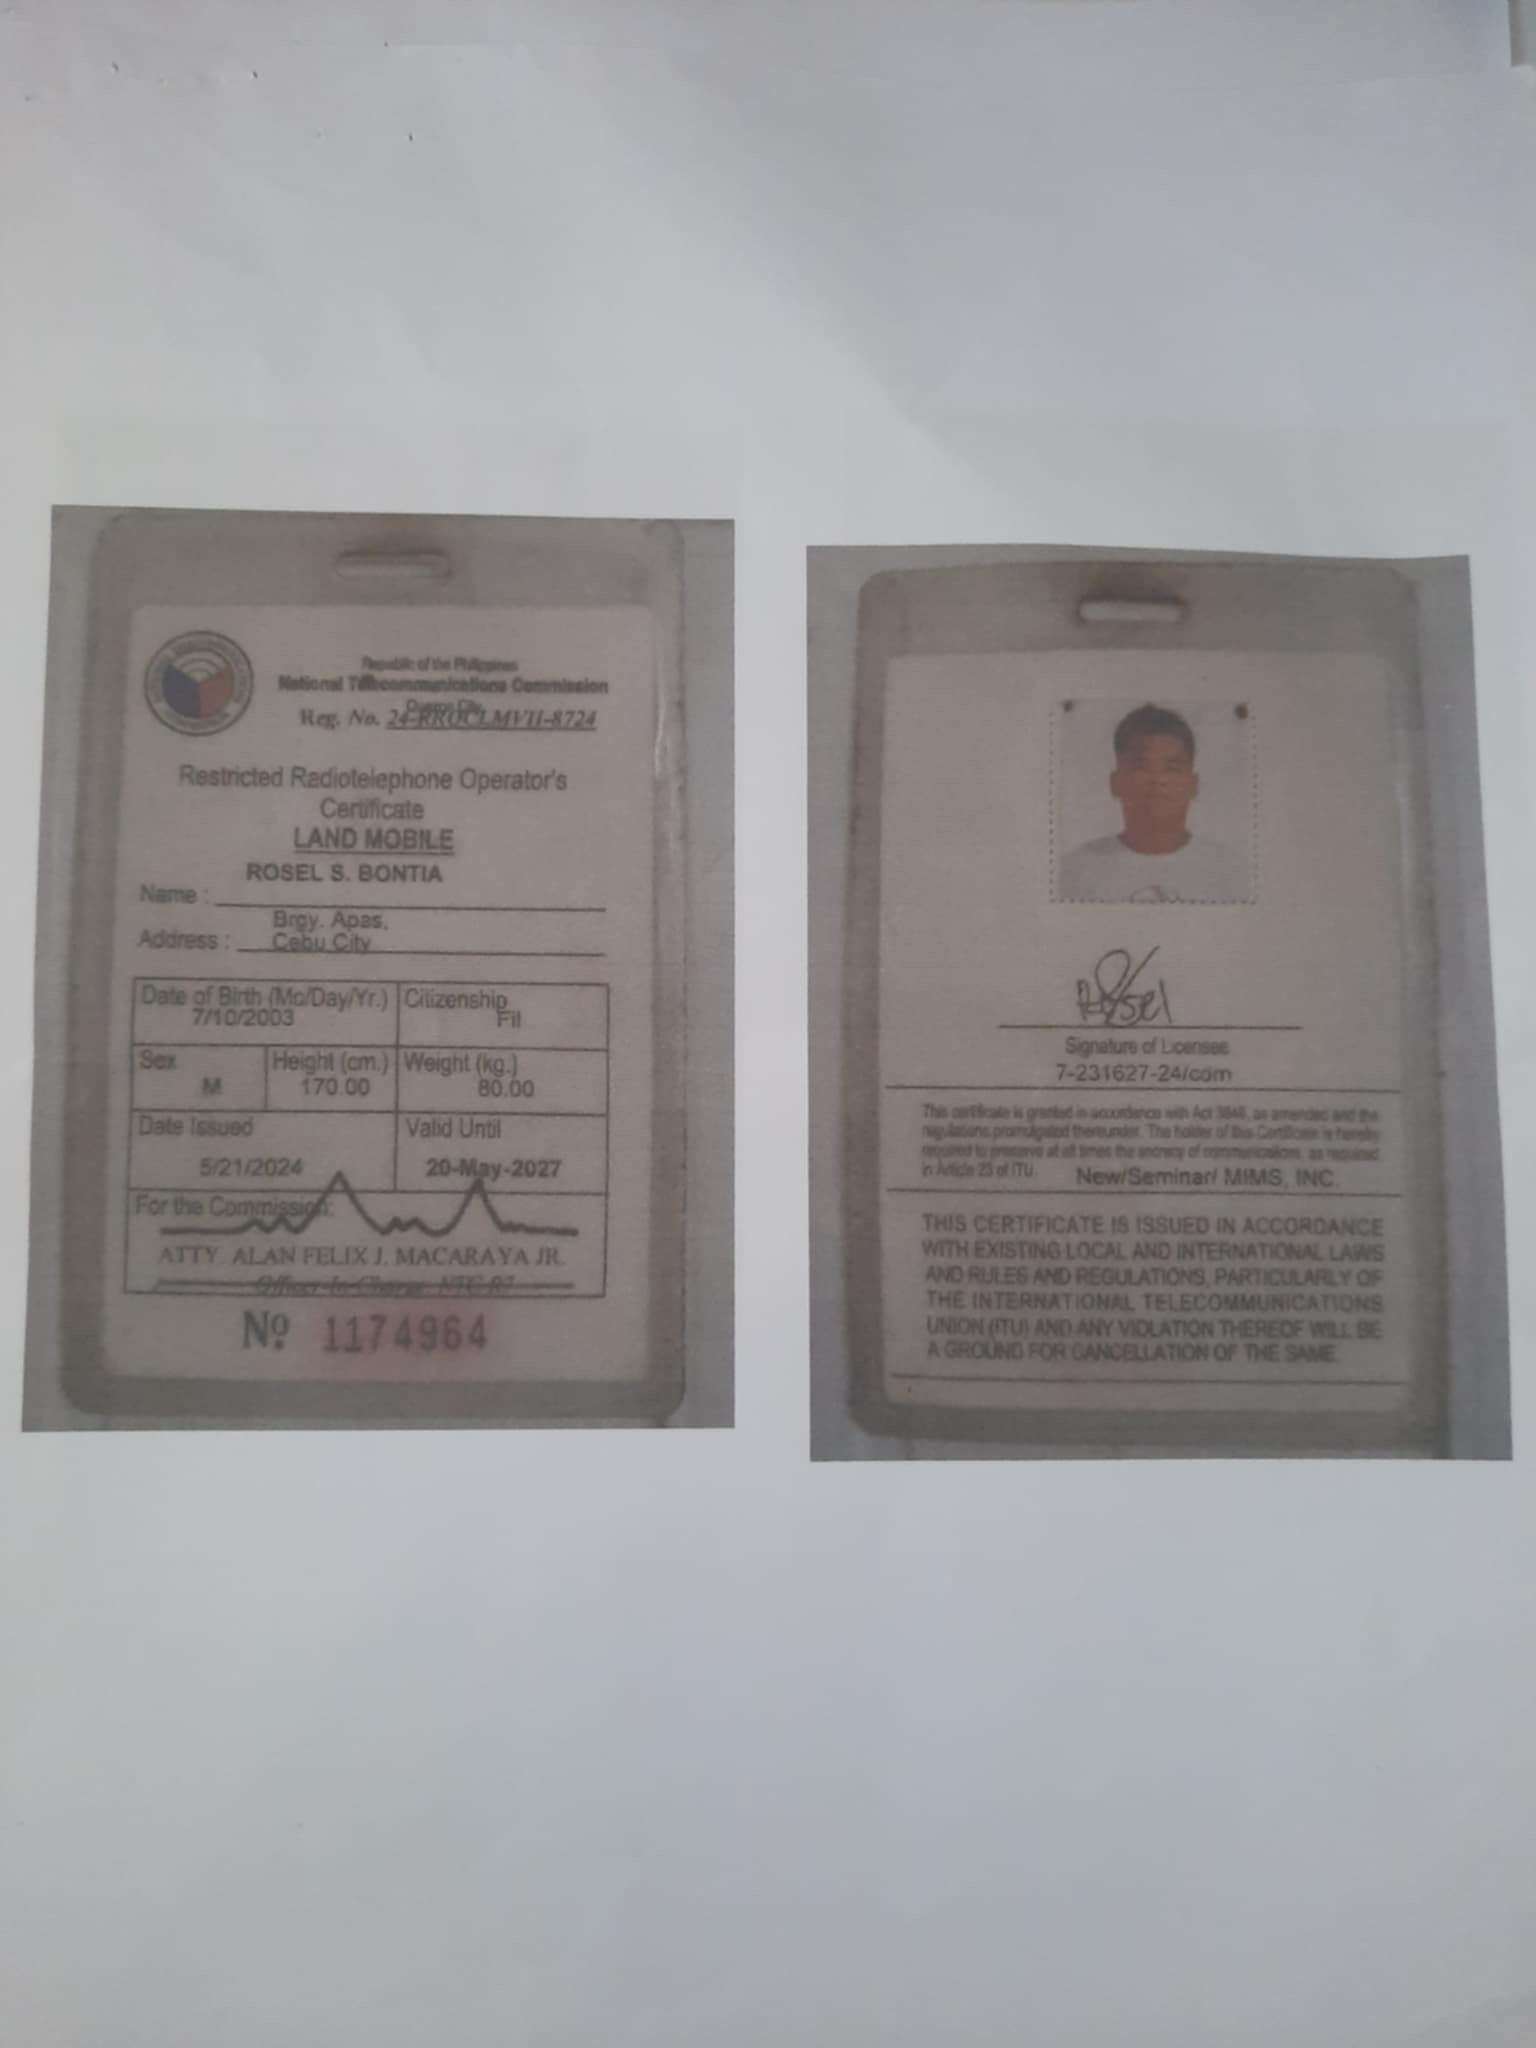 Republic of the Philippines
National Telecommunications Commission
Quezon City
Reg. No. 24-RROCLMVII-8724
Restricted Radiotelephone Operator's
Certificate
LAND MOBILE
ROSEL S. BONTIA
Name :
Brgy. Apas,
Address : Cebu City
Date of Birth (Mo/Day/Yr.) Citizenship
7/10/2003 Fil
Sex Height (cm.) Weight (kg.)
M 170.00 80.00
Date Issued Valid Until
5/21/2024 20-May-2027
For the Commission:
ATTY. ALAN FELIX J. MACARAYA JR.
Officer-In-Charge, NTC-R7
Nº 1174964
Rosel
Signature of Licensee
7-231627-24/com
This certificate is granted in accordance with Act 3846, as amended and the
regulations promulgated thereunder. The holder of this Certificate is hereby
required to preserve at all times the secrecy of communications, as required
in Article 23 of ITU.
New/Seminar/ MIMS, INC.
THIS CERTIFICATE IS ISSUED IN ACCORDANCE
WITH EXISTING LOCAL AND INTERNATIONAL LAWS
AND RULES AND REGULATIONS, PARTICULARLY OF
THE INTERNATIONAL TELECOMMUNICATIONS
UNION (ITU) AND ANY VIOLATION THEREOF WILL BE
A GROUND FOR CANCELLATION OF THE SAME.